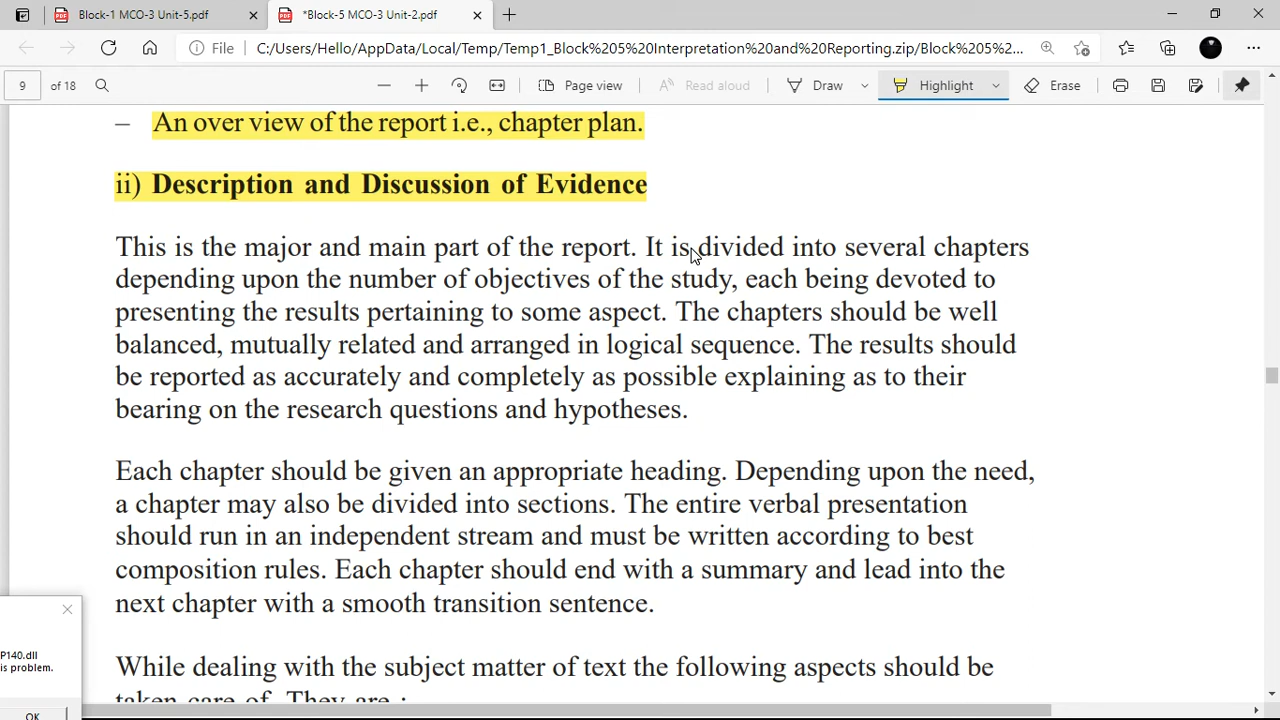 Block-1 MCO-3 Unit-5.pdf
*Block-5 MCO-3 Unit-2.pdf
File
C:/Users/Hello/AppData/Local/Temp/Temp1_Block%205%20Interpretation%20and%20Reporting.zip/Block%205%2...
9 of 18
Page view
Read aloud
Draw
Highlight
Erase
– An over view of the report i.e., chapter plan.
ii) Description and Discussion of Evidence
This is the major and main part of the report. It is divided into several chapters
depending upon the number of objectives of the study, each being devoted to
presenting the results pertaining to some aspect. The chapters should be well
balanced, mutually related and arranged in logical sequence. The results should
be reported as accurately and completely as possible explaining as to their
bearing on the research questions and hypotheses.
Each chapter should be given an appropriate heading. Depending upon the need,
a chapter may also be divided into sections. The entire verbal presentation
should run in an independent stream and must be written according to best
composition rules. Each chapter should end with a summary and lead into the
next chapter with a smooth transition sentence.
While dealing with the subject matter of text the following aspects should be
taken care of. They are :
P140.dll
is problem.
OK